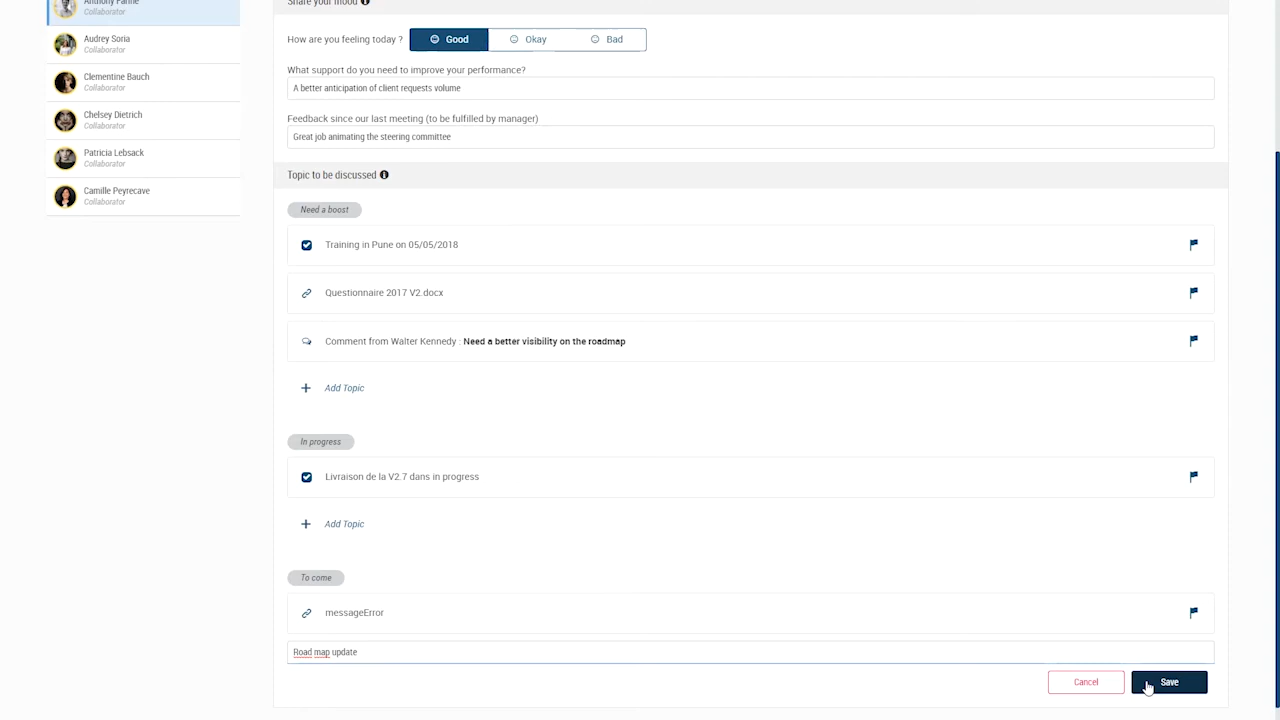 Anthony Panne
Collaborator
Audrey Soria
Collaborator
Clementine Bauch
Collaborator
Chelsey Dietrich
Collaborator
Patricia Lebsack
Collaborator
Camille Peyrecave
Collaborator
Share your mood
How are you feeling today ?
Good
Okay
Bad
What support do you need to improve your performance?
A better anticipation of client requests volume
Feedback since our last meeting (to be fulfilled by manager)
Great job animating the steering committee
Topic to be discussed
Need a boost
Training in Pune on 05/05/2018
Questionnaire 2017 V2.docx
Comment from Walter Kennedy : Need a better visibility on the roadmap
Add Topic
In progress
Livraison de la V2.7 dans in progress
Add Topic
To come
messageError
Road map update
Cancel
Save